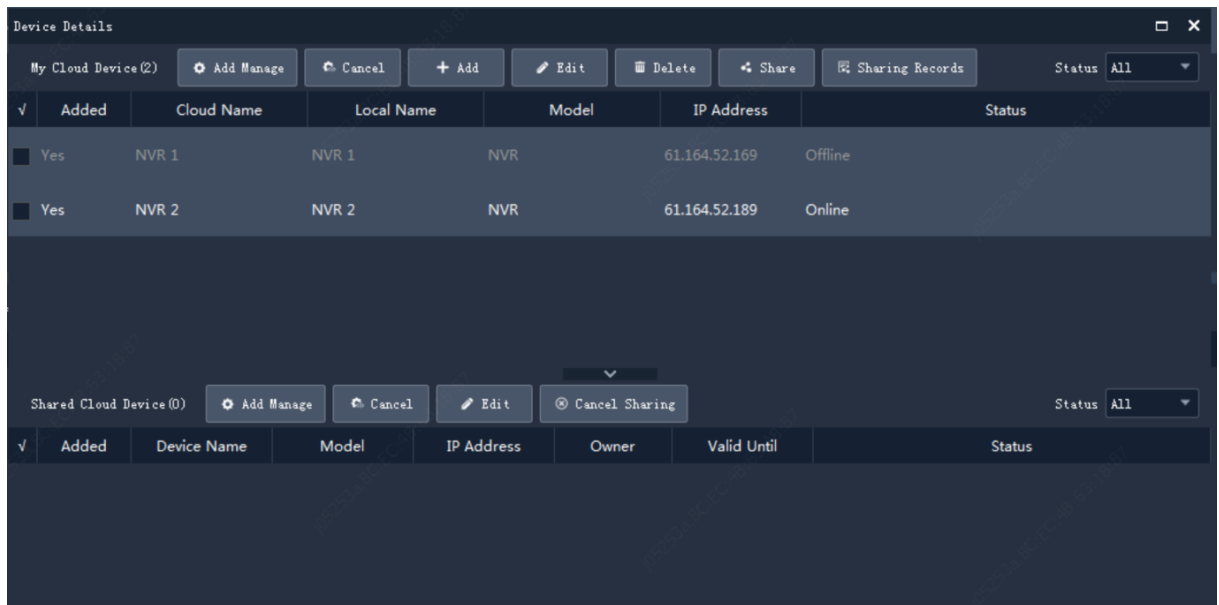 Device Details
My Cloud Device(2) Add Manage Cancel Add Edit Delete Share Sharing Records Status All
√ Added Cloud Name Local Name Model IP Address Status
Yes NVR 1 NVR 1 NVR 61.164.52.169 Offline
Yes NVR 2 NVR 2 NVR 61.164.52.189 Online
Shared Cloud Device(0) Add Manage Cancel Edit Cancel Sharing Status All
√ Added Device Name Model IP Address Owner Valid Until Status